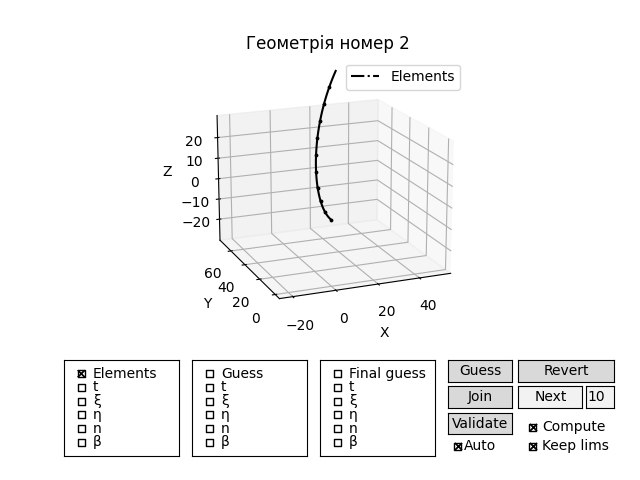 Геометрія номер 2
Elements
Z
20
10
0
−10
−20
60
40
20
0
Y
−20
0
20
40
X
Elements
t
ξ
η
n
β
Guess
t
ξ
η
n
β
Final guess
t
ξ
η
n
β
Guess
Revert
Join
Next
10
Validate
Compute
Auto
Keep lims